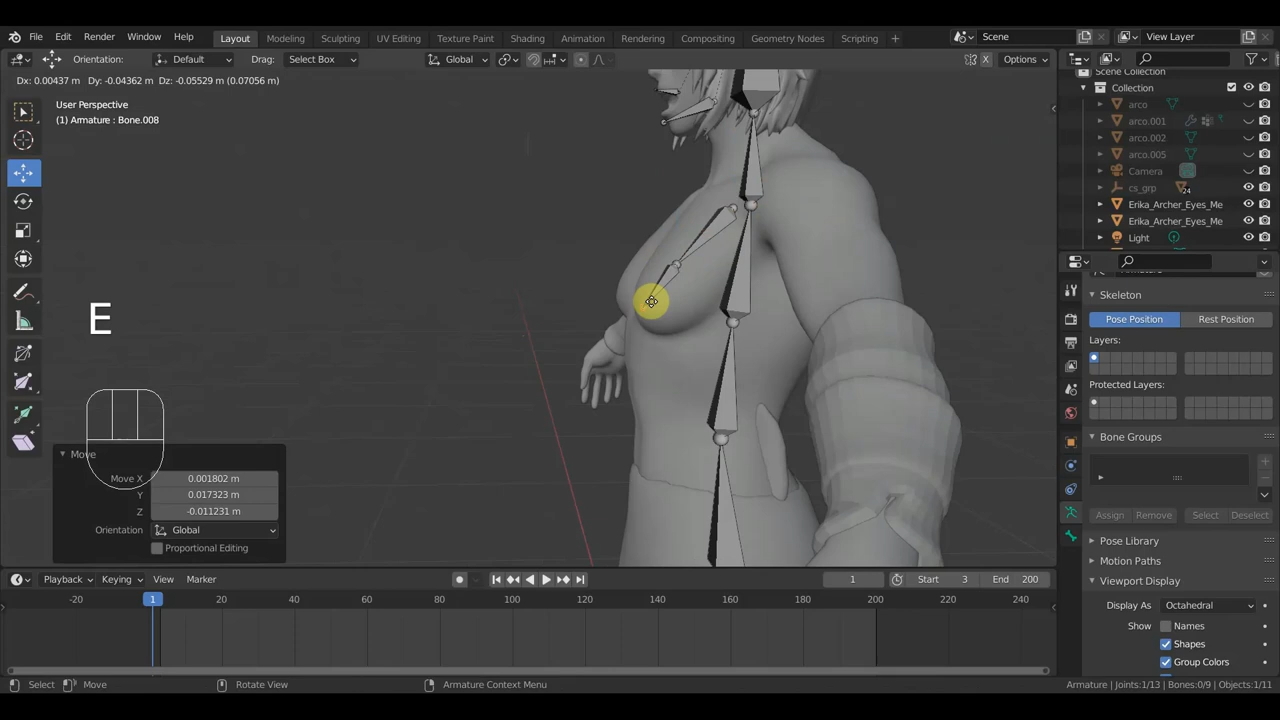 File Edit Render Window Help Layout Modeling Sculpting UV Editing Texture Paint Shading Animation Rendering Compositing Geometry Nodes Scripting + Scene View Layer
Orientation: Default Drag: Select Box Global X Options
Dx: 0.00437 m Dy: -0.04362 m Dz: -0.05529 m (0.07056 m)
User Perspective
(1) Armature : Bone.008
Scene Collection
Collection
arco
arco.001
arco.002
arco.005
Camera
cs_grp 24
Erika_Archer_Eyes_Me
Erika_Archer_Eyes_Me
Light
Armature
Skeleton
Pose Position Rest Position
Layers:
Protected Layers:
Bone Groups
Assign Remove Select Deselect
Pose Library
Motion Paths
Viewport Display
Display As Octahedral
Show Names
Shapes
Group Colors
E
Move
Move X 0.001802 m
Y 0.017323 m
Z -0.011231 m
Orientation Global
Proportional Editing
Playback Keying View Marker 1 Start 3 End 200
-20 1 20 40 60 80 100 120 140 160 180 200 220 240
Select Move Rotate View Armature Context Menu Armature | Joints:1/13 | Bones:0/9 | Objects:1/11